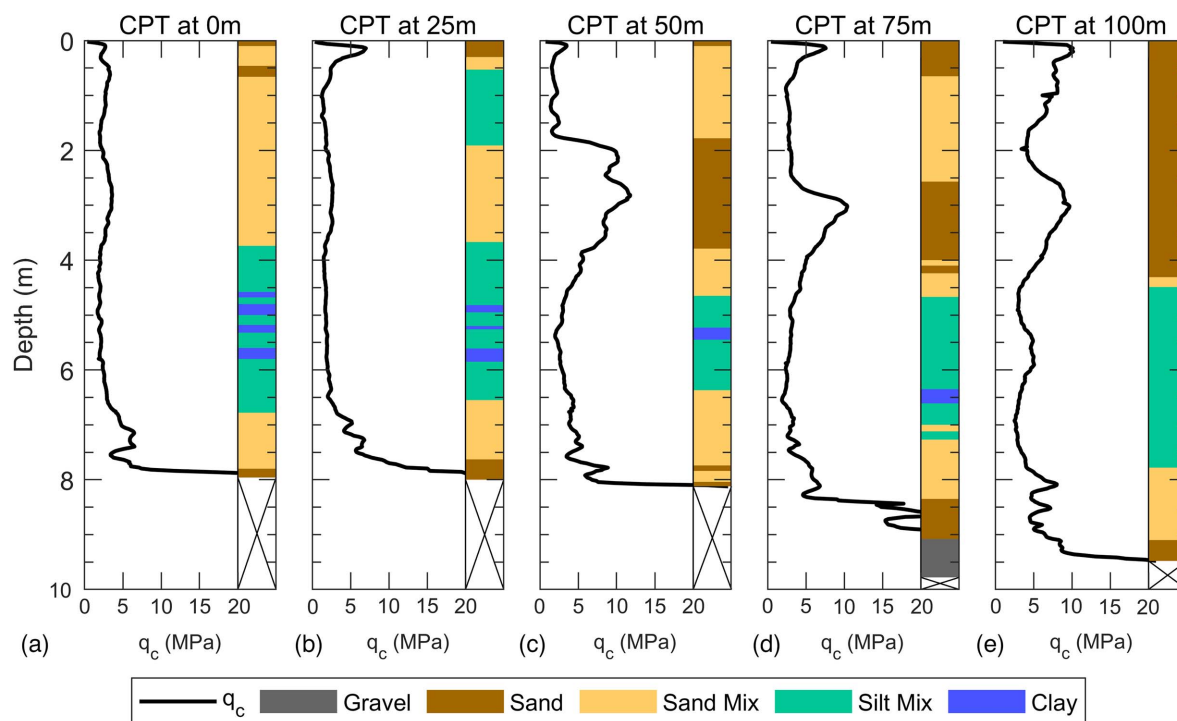 CPT at 0m CPT at 25m CPT at 50m CPT at 75m CPT at 100m
0
2
4
6
8
10
Depth (m)
0 5 10 15 20 0 5 10 15 20 0 5 10 15 20 0 5 10 15 20 0 5 10 15 20
(a) q_c (MPa) (b) q_c (MPa) (c) q_c (MPa) (d) q_c (MPa) (e) q_c (MPa)
q_c Gravel Sand Sand Mix Silt Mix Clay